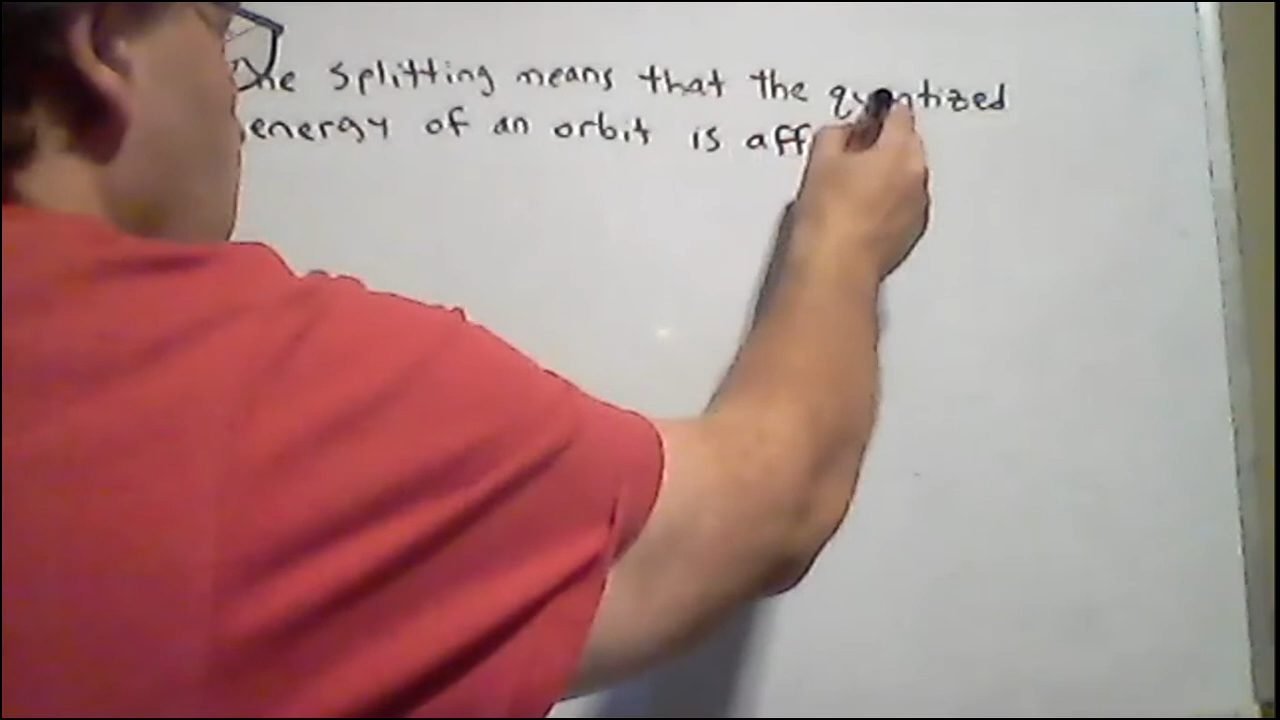 The splitting means that the quantized
energy of an orbit is aff